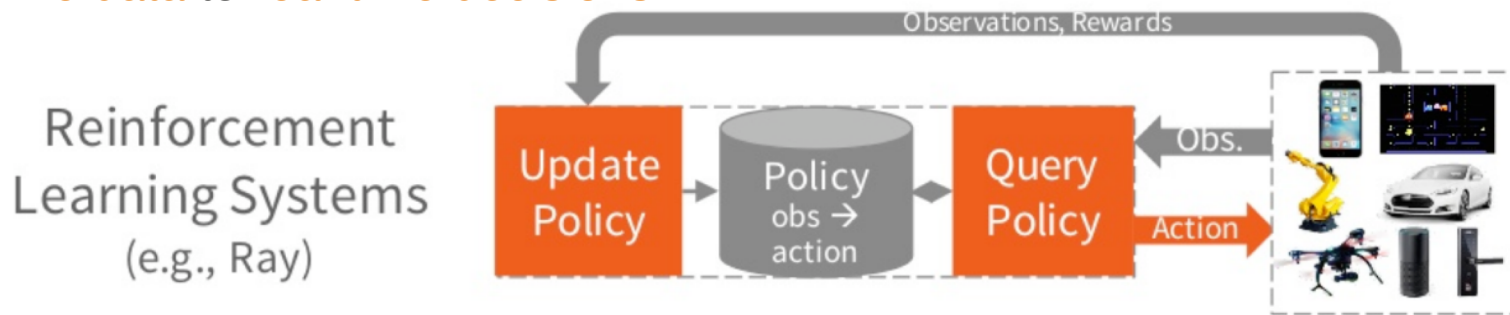 Observations, Rewards
Reinforcement
Learning Systems
(e.g., Ray)
Update
Policy
Policy
obs →
action
Query
Policy
Obs.
Action